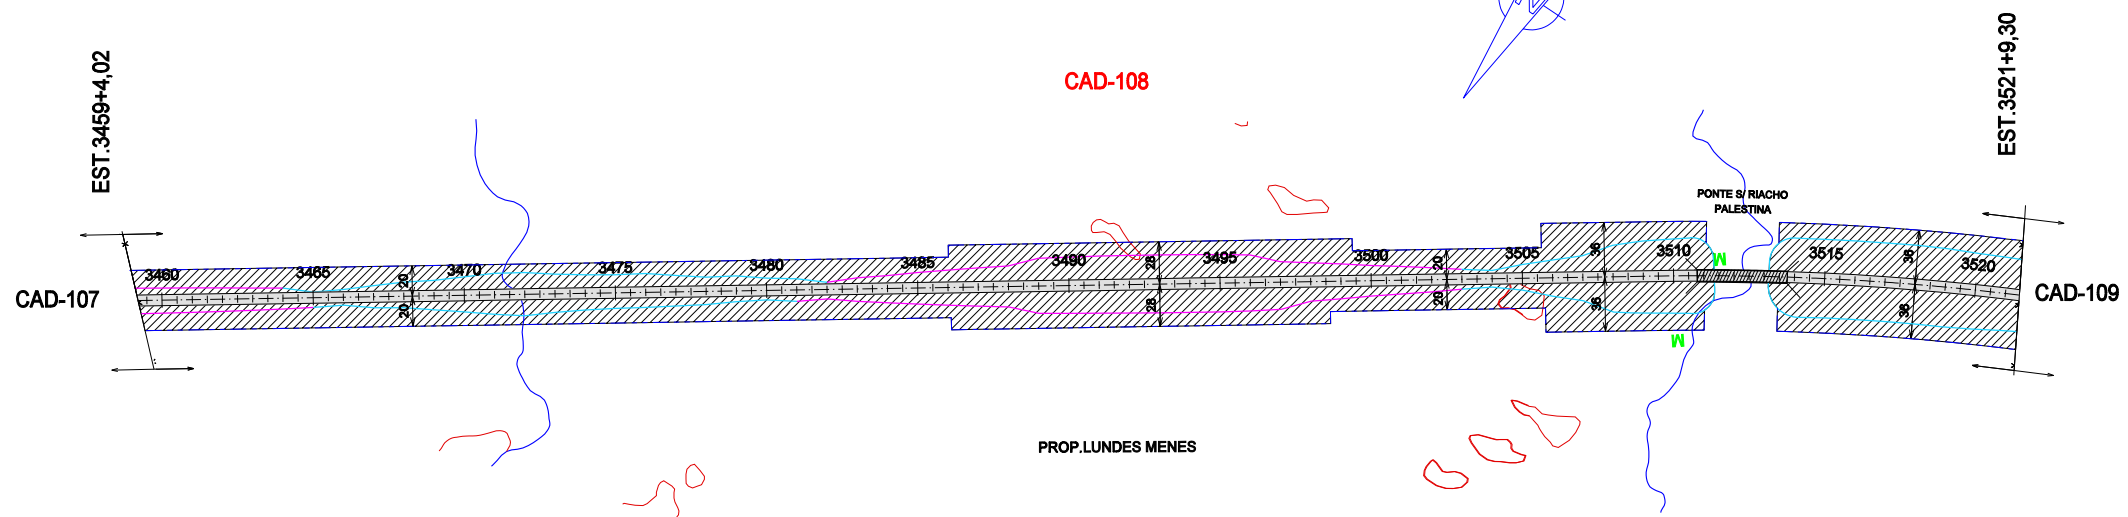 EST.3459+4,02
CAD-108
EST.3521+9,30
PONTE S/ RIACHO
PALESTINA
CAD-107
3460
3465
3470
3475
3480
3485
3490
3495
3500
3505
3510
3515
3520
CAD-109
20
20
28
28
20
20
36
36
36
36
M
M
PROP.LUNDES MENES